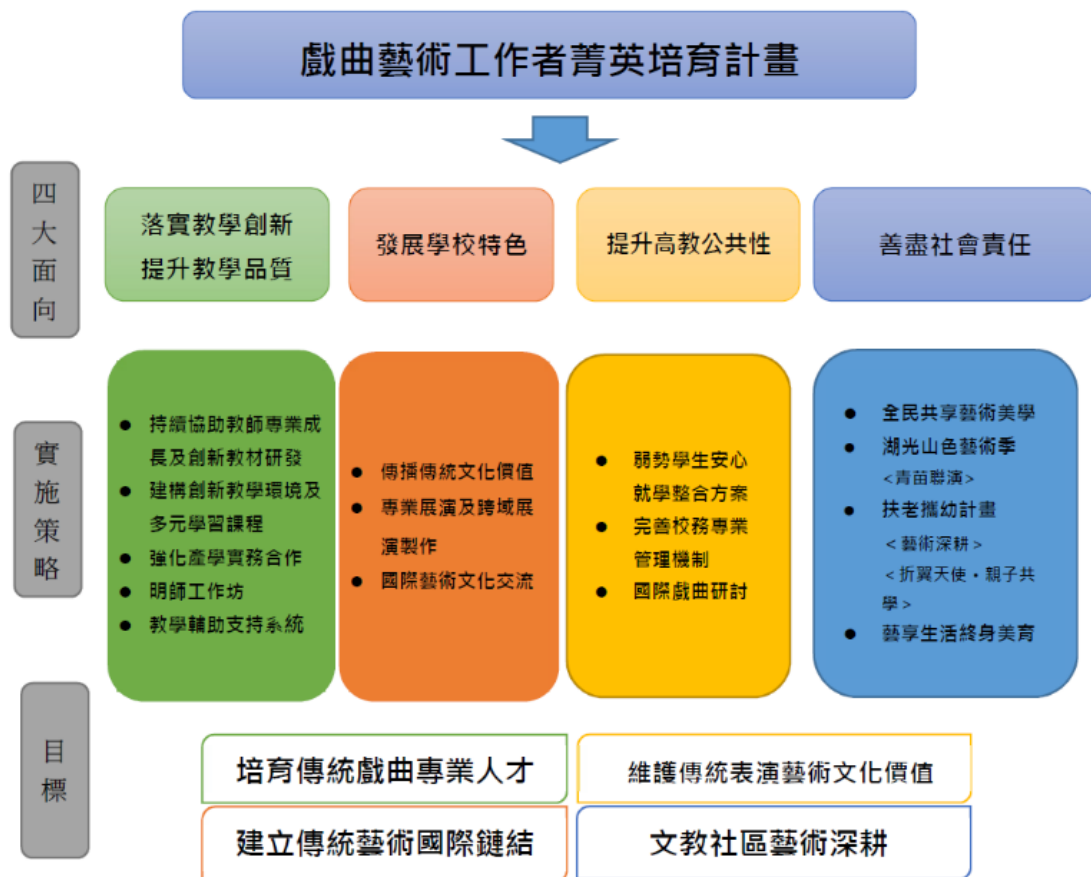 戲曲藝術工作者菁英培育計畫
四大面向
落實教學創新
提升教學品質
發展學校特色
提升高教公共性
善盡社會責任
實施策略
● 持續協助教師專業成
長及創新教材研發
● 建構創新教學環境及
多元學習課程
● 強化產學實務合作
● 明師工作坊
● 教學輔助支持系統
● 傳播傳統文化價值
● 專業展演及跨域展
演製作
● 國際藝術文化交流
● 弱勢學生安心
就學整合方案
● 完善校務專業
管理機制
● 國際戲曲研討
● 全民共享藝術美學
● 湖光山色藝術季
<青苗聯演>
● 扶老攜幼計畫
<藝術深耕>
<折翼天使・親子共
學>
● 藝享生活終身美育
目標
培育傳統戲曲專業人才
維護傳統表演藝術文化價值
建立傳統藝術國際鏈結
文教社區藝術深耕